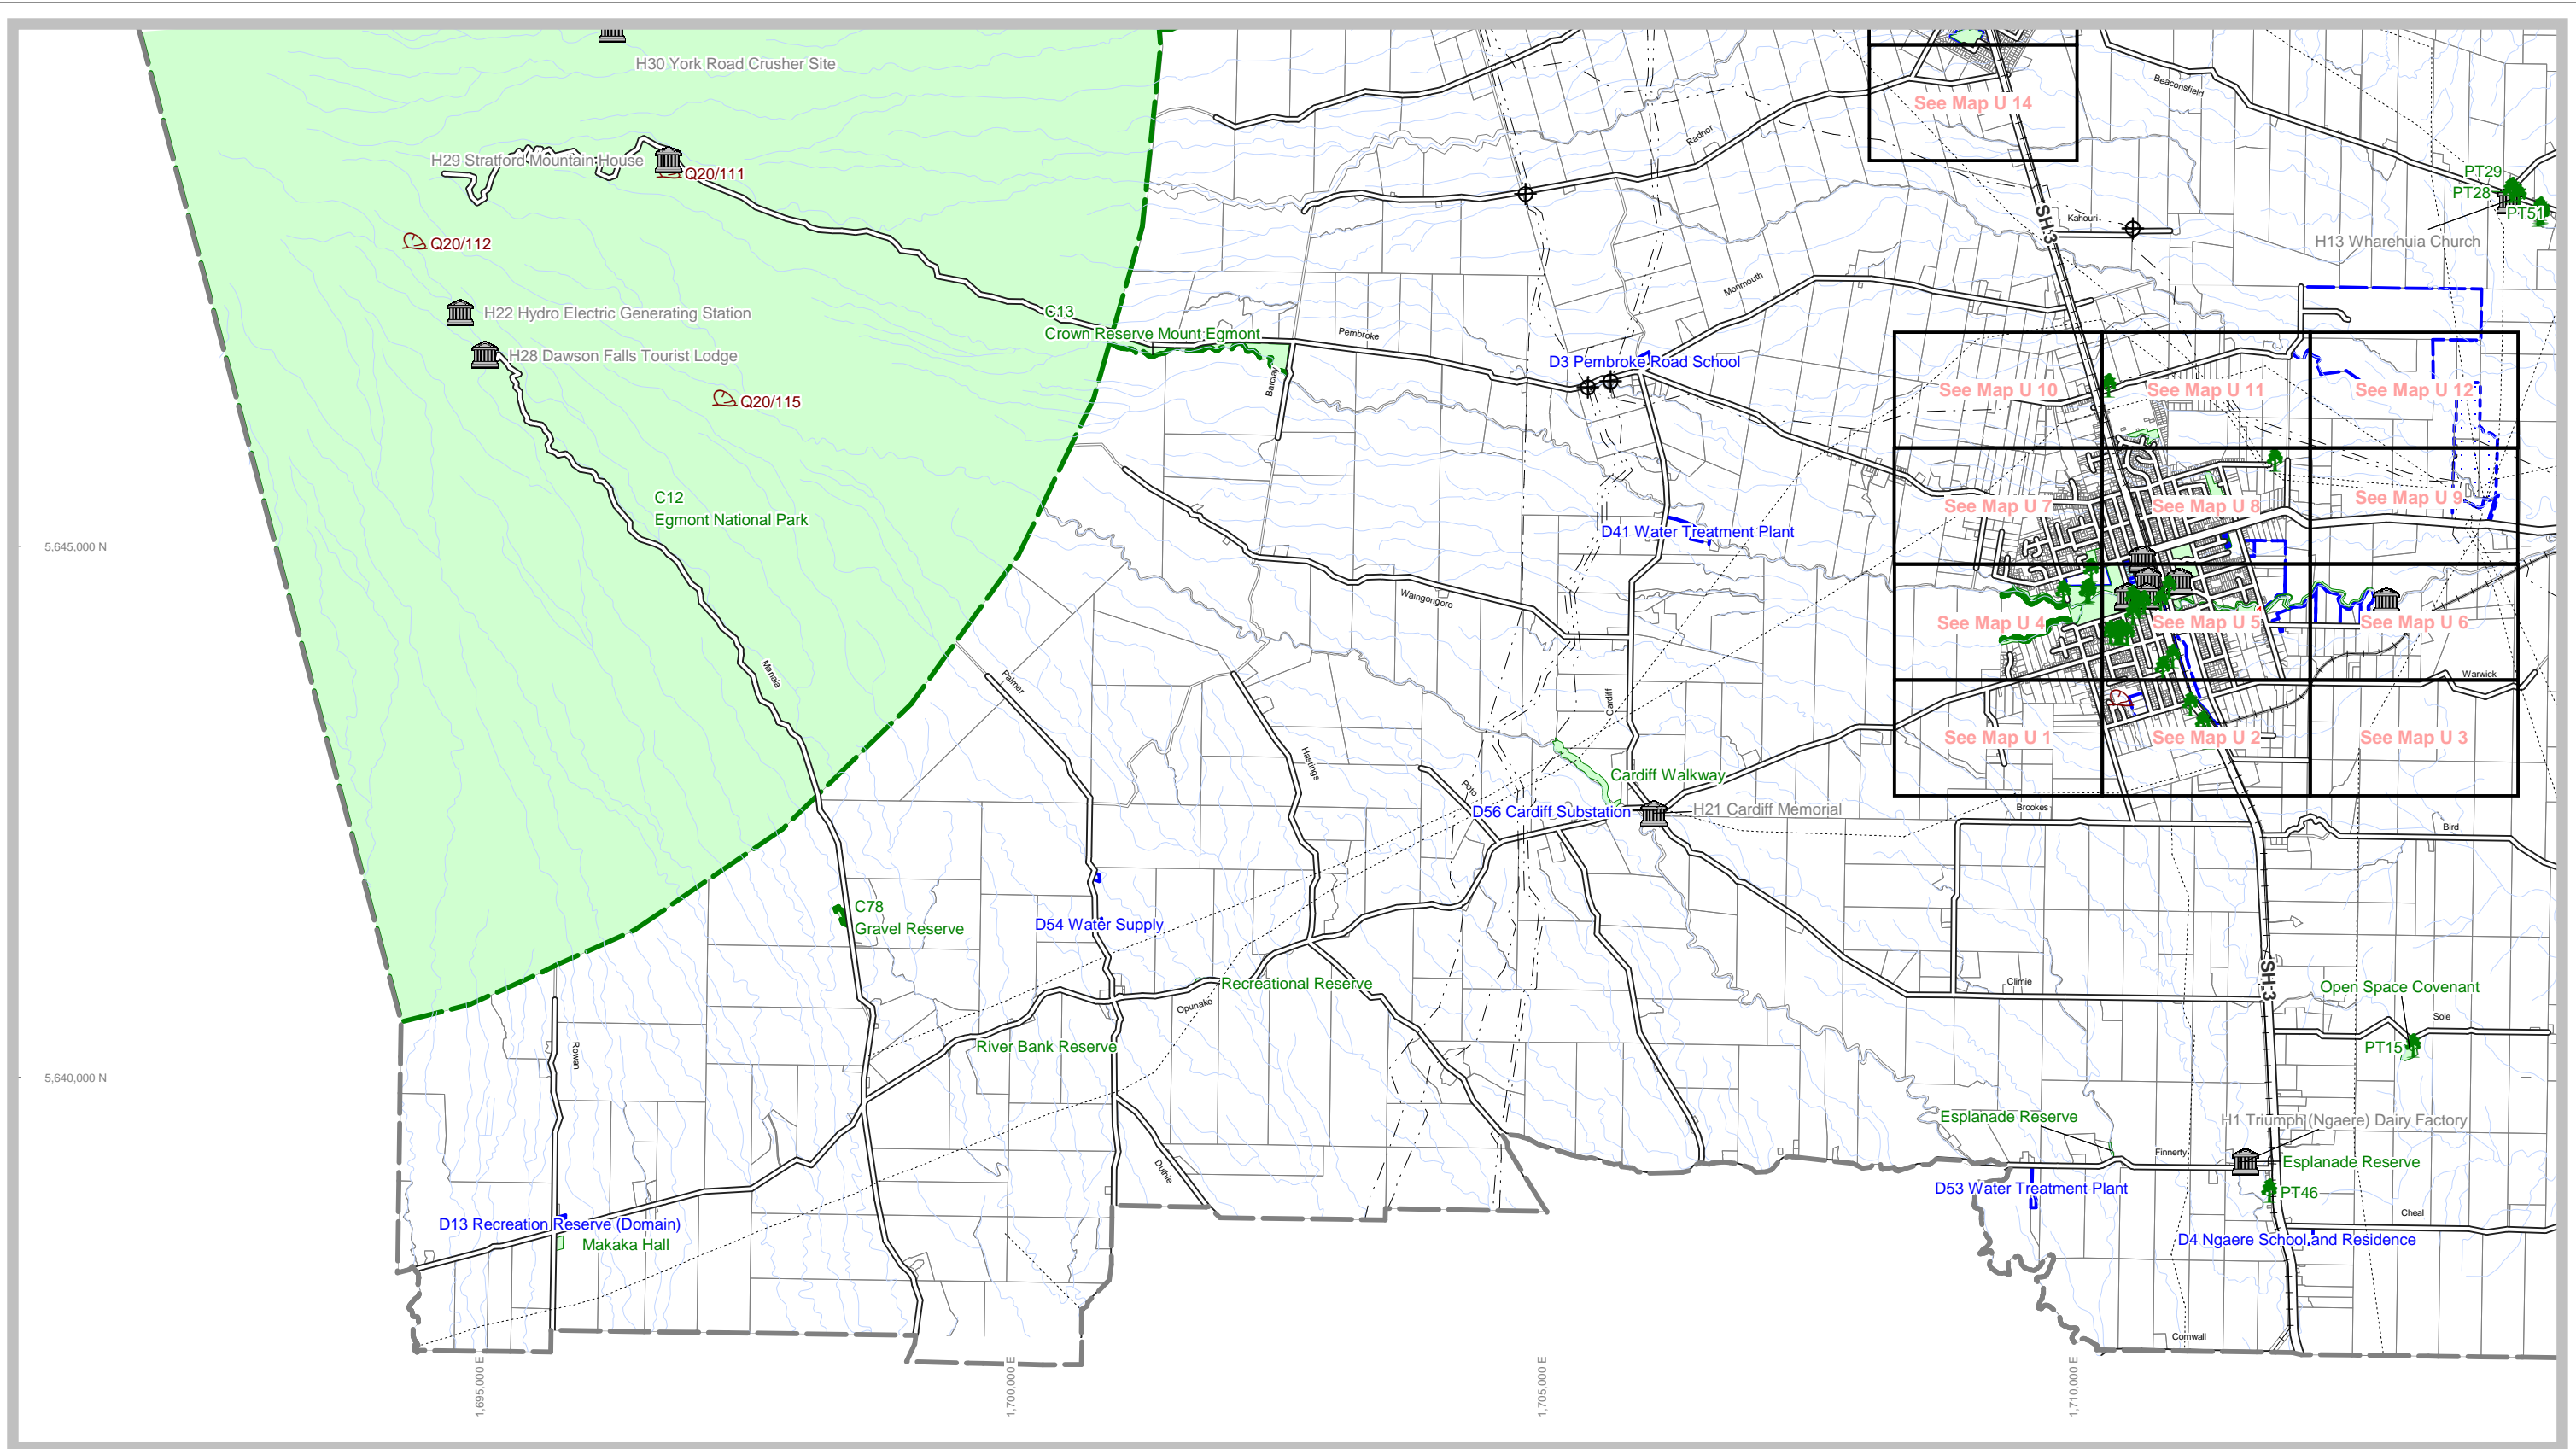 H30 York Road Crusher Site
See Map U 14
Beaconsfield
Radnor
H29 Stratford Mountain House
Q20/111
PT29
PT28
PT51
SH-3
Kahouri
H13 Wharehuia Church
Q20/112
Monmouth
H22 Hydro Electric Generating Station
C13
Crown Reserve Mount Egmont
Pembroke
H28 Dawson Falls Tourist Lodge
D3 Pembroke Road School
Barclay
See Map U 10
See Map U 11
See Map U 12
Q20/115
C12
Egmont National Park
See Map U 7
See Map U 8
See Map U 9
D41 Water Treatment Plant
5,645,000 N
Waingongoro
See Map U 4
See Map U 5
See Map U 6
Manaia
Palmer
Cardiff
Warwick
See Map U 1
See Map U 2
See Map U 3
Hastings
Cardiff Walkway
Poto
D56 Cardiff Substation
H21 Cardiff Memorial
Brookes
Bird
C78
Gravel Reserve
D54 Water Supply
Recreational Reserve
Climie
SH-3
Open Space Covenant
Opunake
Sole
River Bank Reserve
PT15
Rowan
5,640,000 N
Esplanade Reserve
H1 Triumph (Ngaere) Dairy Factory
Finnerty
Esplanade Reserve
Duthie
D53 Water Treatment Plant
PT46
Cheal
D13 Recreation Reserve (Domain)
Makaka Hall
D4 Ngaere School and Residence
Cornwall
1,695,000 E
1,700,000 E
1,705,000 E
1,710,000 E